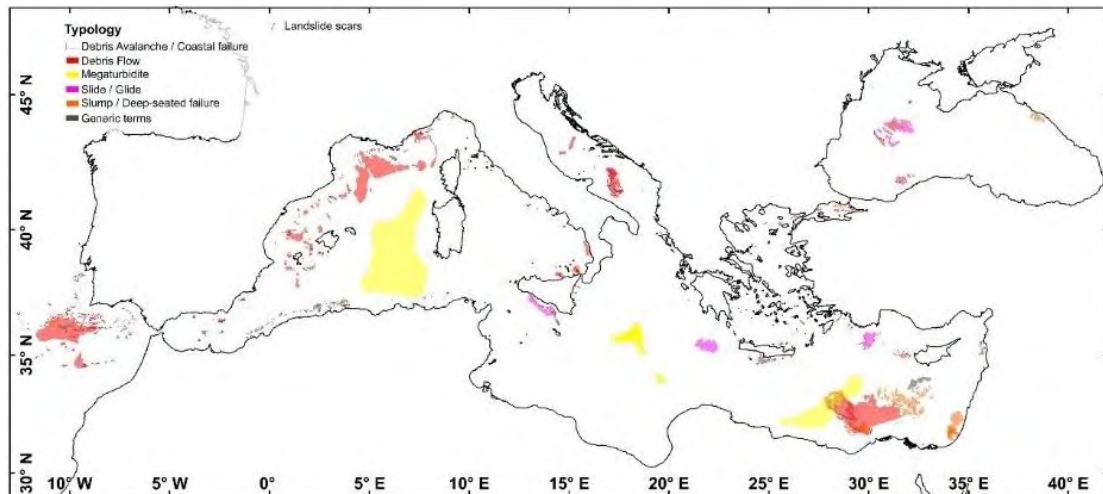 Typology
Landslide scars
Debris Avalanche / Coastal failure
Debris Flow
Megaturbidite
Slide / Glide
Slump / Deep-seated failure
Generic terms
45° N
40° N
35° N
30° N
10° W
5° W
0°
5° E
10° E
15° E
20° E
25° E
30° E
35° E
40° E